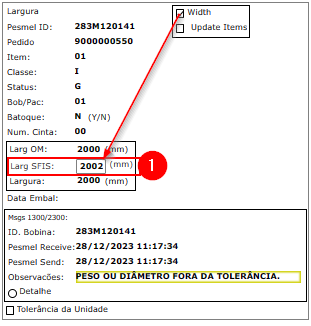 Largura
Width
Pesmel ID: 283M120141
Update Items
Pedido 9000000550
Item: 01
Classe: I
Status: G
Bob/Pac: 01
Batoque: N (Y/N)
Num. Cinta: 00
Larg OM: 2000 (mm)
Larg SFIS: 2002 (mm)
1
Largura: 2000 (mm)
Data Embal:
Msgs 1300/2300:
ID. Bobina: 283M120141
Pesmel Receive: 28/12/2023 11:17:34
Pesmel Send: 28/12/2023 11:17:34
Observacões: PESO OU DIÂMETRO FORA DA TOLERÂNCIA.
Detalhe
Tolerância da Unidade